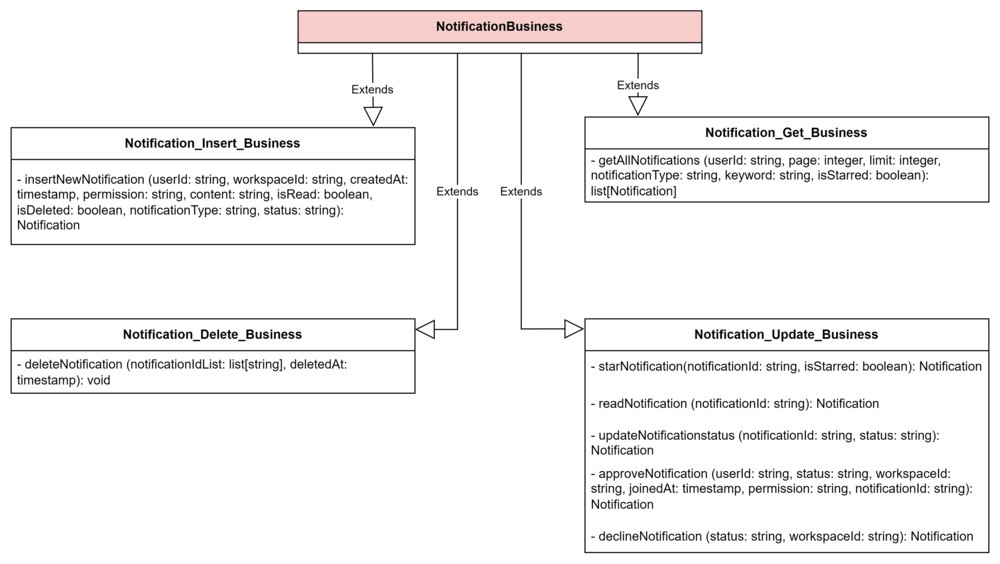 NotificationBusiness
Extends
Extends
Notification_Insert_Business
- insertNewNotification (userId: string, workspaceId: string, createdAt:
timestamp, permission: string, content: string, isRead: boolean,
isDeleted: boolean, notificationType: string, status: string):
Notification
Notification_Get_Business
- getAllNotifications (userId: string, page: integer, limit: integer,
notificationType: string, keyword: string, isStarred: boolean):
list[Notification]
Extends
Extends
Notification_Delete_Business
- deleteNotification (notificationIdList: list[string], deletedAt:
timestamp): void
Notification_Update_Business
- starNotification(notificationId: string, isStarred: boolean): Notification
- readNotification (notificationId: string): Notification
- updateNotificationstatus (notificationId: string, status: string):
Notification
- approveNotification (userId: string, status: string, workspaceId:
string, joinedAt: timestamp, permission: string, notificationId: string):
Notification
- declineNotification (status: string, workspaceId: string): Notification